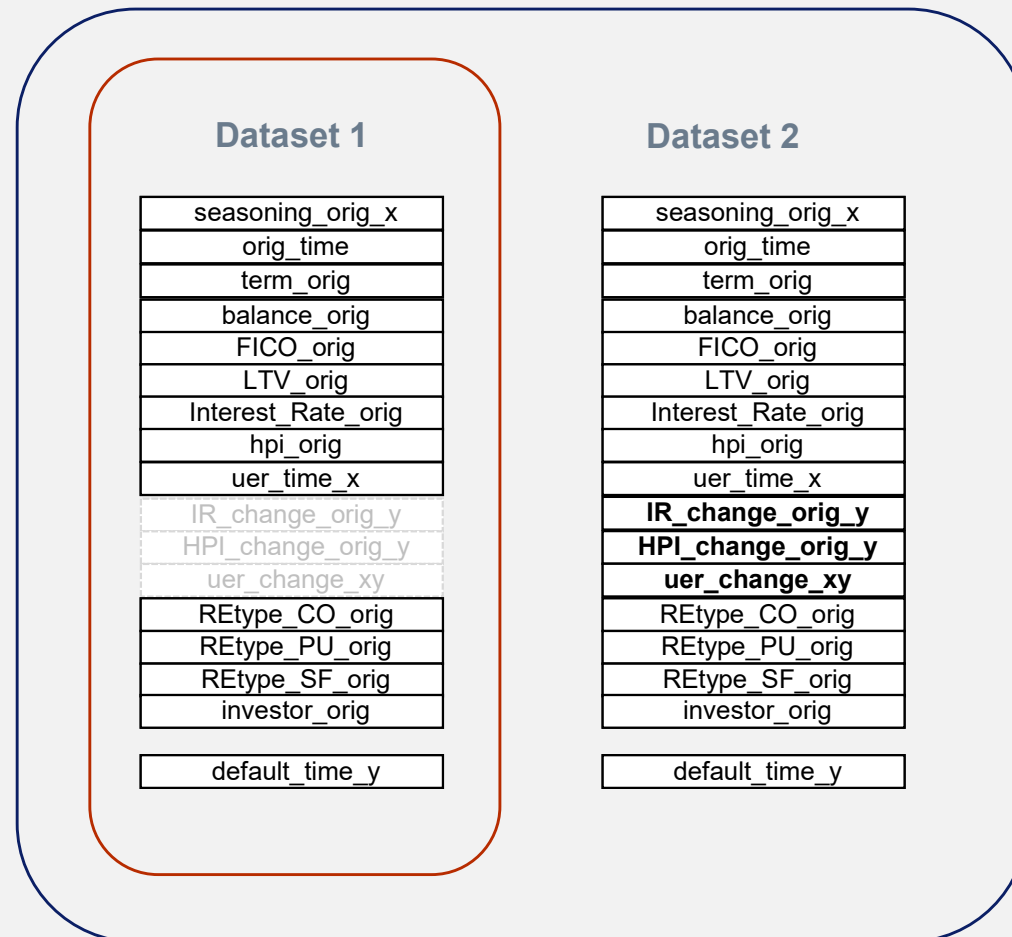 Dataset 1
seasoning_orig_x
orig_time
term_orig
balance_orig
FICO_orig
LTV_orig
Interest_Rate_orig
hpi_orig
uer_time_x
IR_change_orig_y
HPI_change_orig_y
uer_change_xy
REtype_CO_orig
REtype_PU_orig
REtype_SF_orig
investor_orig
default_time_y
Dataset 2
seasoning_orig_x
orig_time
term_orig
balance_orig
FICO_orig
LTV_orig
Interest_Rate_orig
hpi_orig
uer_time_x
IR_change_orig_y
HPI_change_orig_y
uer_change_xy
REtype_CO_orig
REtype_PU_orig
REtype_SF_orig
investor_orig
default_time_y